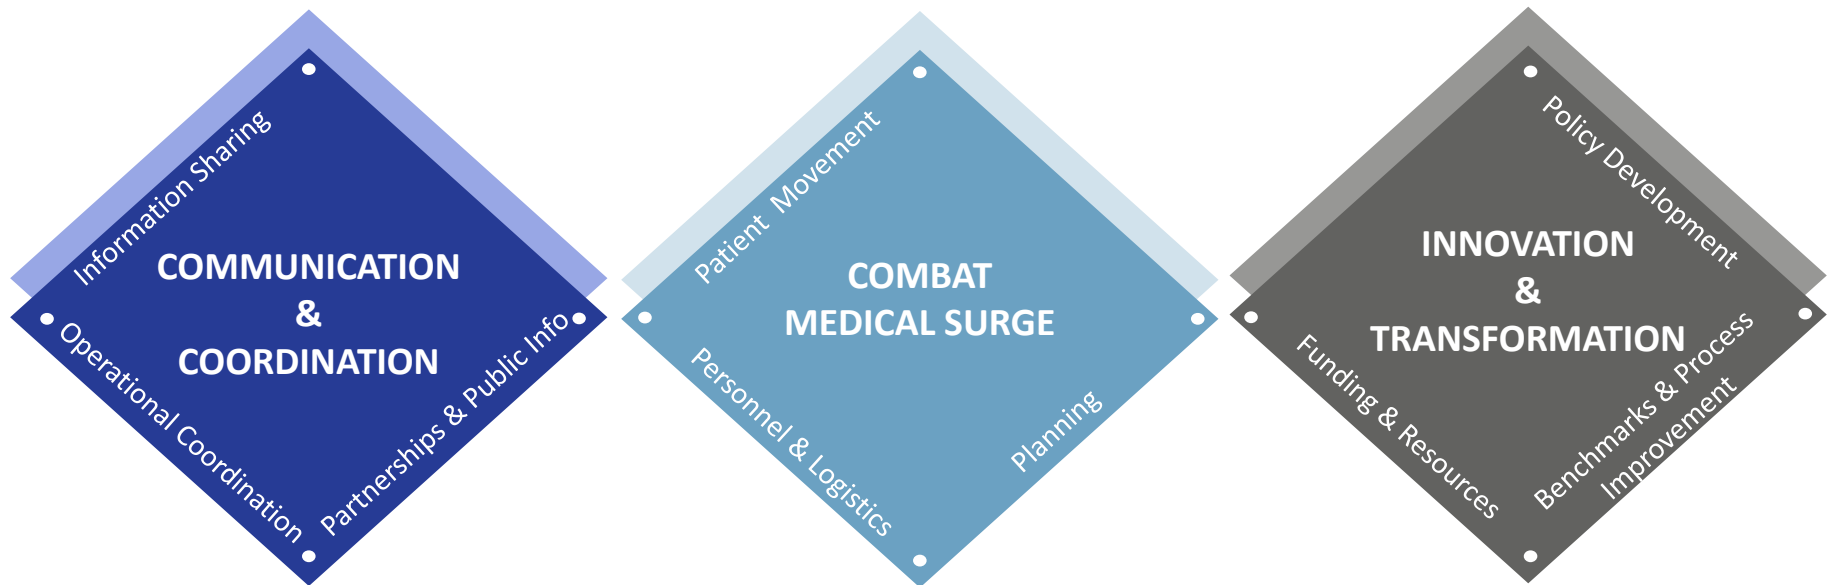 Information Sharing
COMMUNICATION
&
COORDINATION
Operational Coordination
Partnerships & Public Info
Patient Movement
COMBAT
MEDICAL SURGE
Personnel & Logistics
Planning
Policy Development
INNOVATION
&
TRANSFORMATION
Funding & Resources
Benchmarks & Process
Improvement